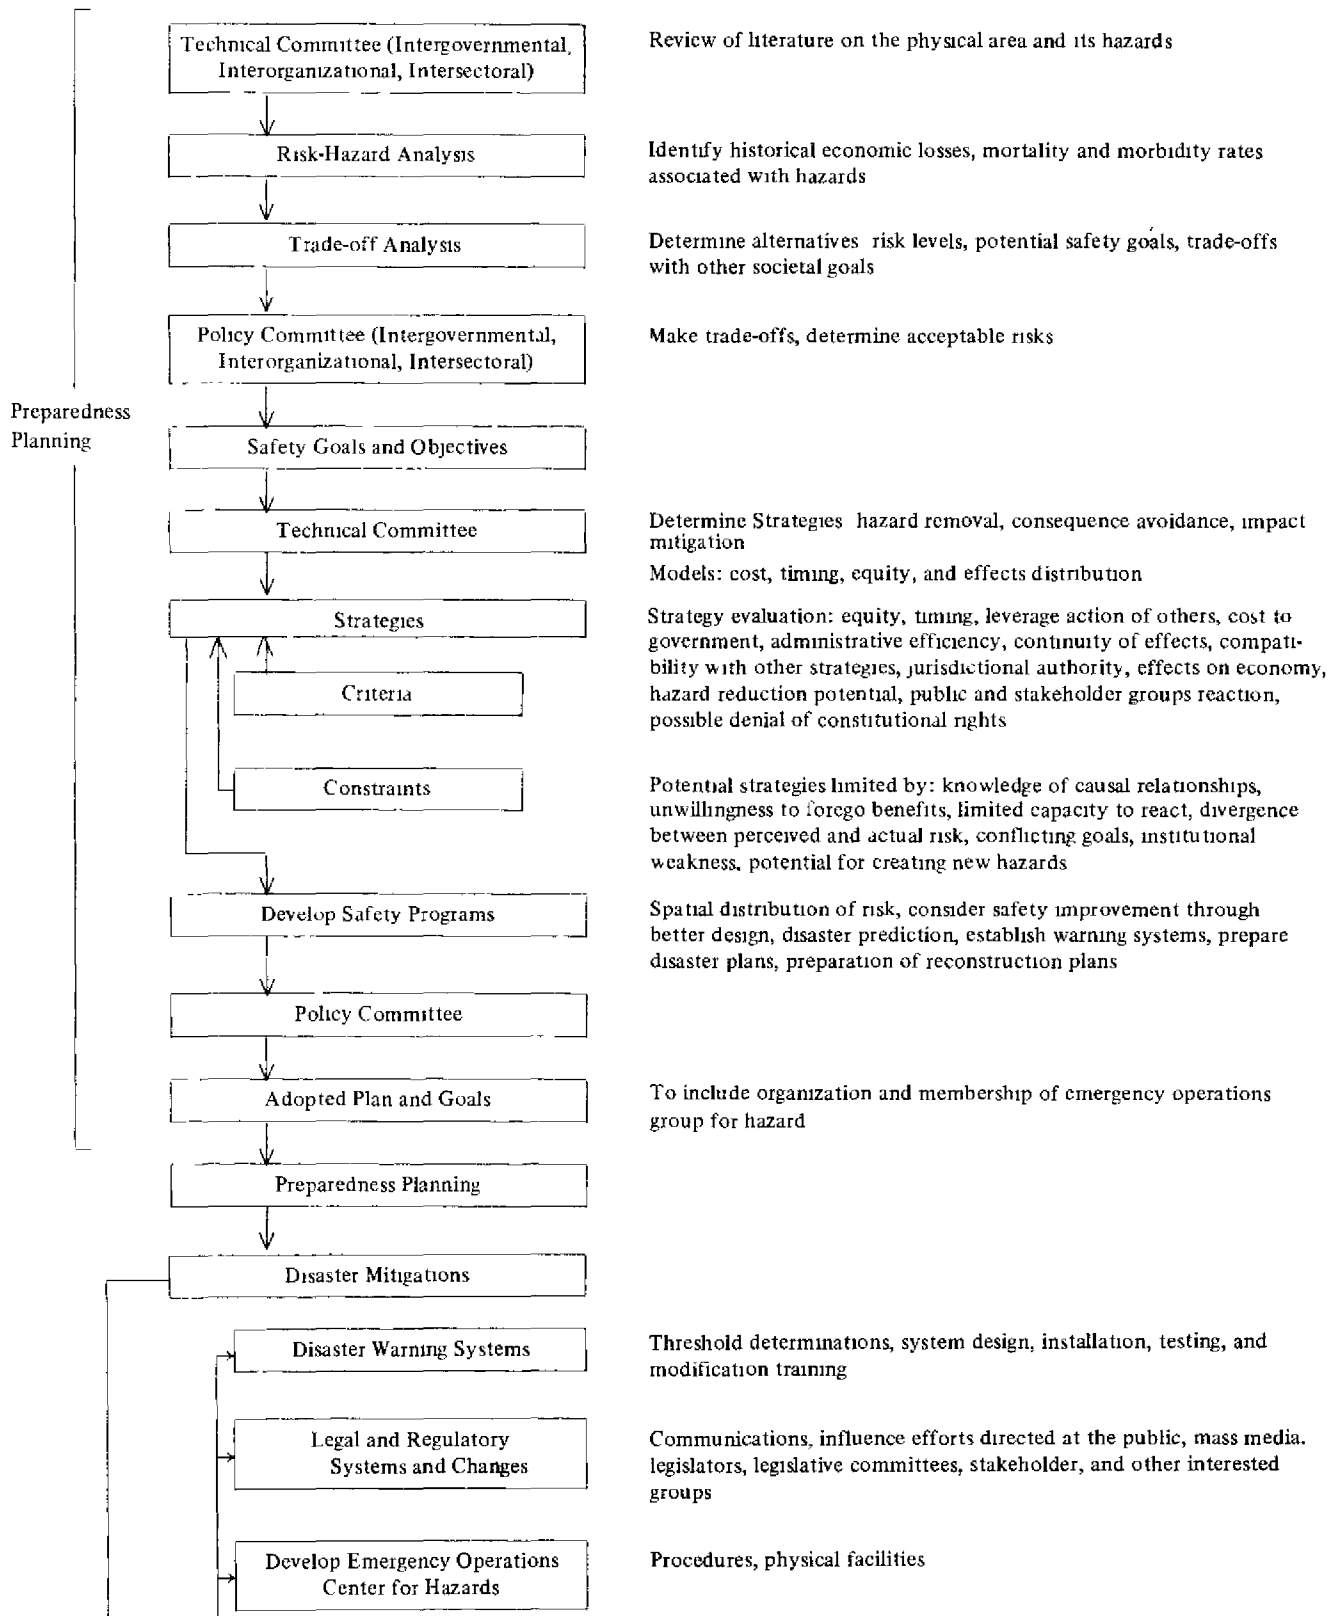 Technical Committee (Intergovernmental,
Interorganizational, Intersectoral)
Review of literature on the physical area and its hazards
Risk-Hazard Analysis
Identify historical economic losses, mortality and morbidity rates
associated with hazards
Trade-off Analysis
Determine alternatives risk levels, potential safety goals, trade-offs
with other societal goals
Policy Committee (Intergovernmental,
Interorganizational, Intersectoral)
Make trade-offs, determine acceptable risks
Preparedness
Planning
Safety Goals and Objectives
Technical Committee
Determine Strategies hazard removal, consequence avoidance, impact
mitigation
Models: cost, timing, equity, and effects distribution
Strategies
Strategy evaluation: equity, timing, leverage action of others, cost to
government, administrative efficiency, continuity of effects, compati-
bility with other strategies, jurisdictional authority, effects on economy,
hazard reduction potential, public and stakeholder groups reaction,
possible denial of constitutional rights
Criteria
Constraints
Potential strategies limited by: knowledge of causal relationships,
unwillingness to forego benefits, limited capacity to react, divergence
between perceived and actual risk, conflicting goals, institutional
weakness, potential for creating new hazards
Develop Safety Programs
Spatial distribution of risk, consider safety improvement through
better design, disaster prediction, establish warning systems, prepare
disaster plans, preparation of reconstruction plans
Policy Committee
Adopted Plan and Goals
To include organization and membership of emergency operations
group for hazard
Preparedness Planning
Disaster Mitigations
Disaster Warning Systems
Threshold determinations, system design, installation, testing, and
modification training
Legal and Regulatory
Systems and Changes
Communications, influence efforts directed at the public, mass media.
legislators, legislative committees, stakeholder, and other interested
groups
Develop Emergency Operations
Center for Hazards
Procedures, physical facilities